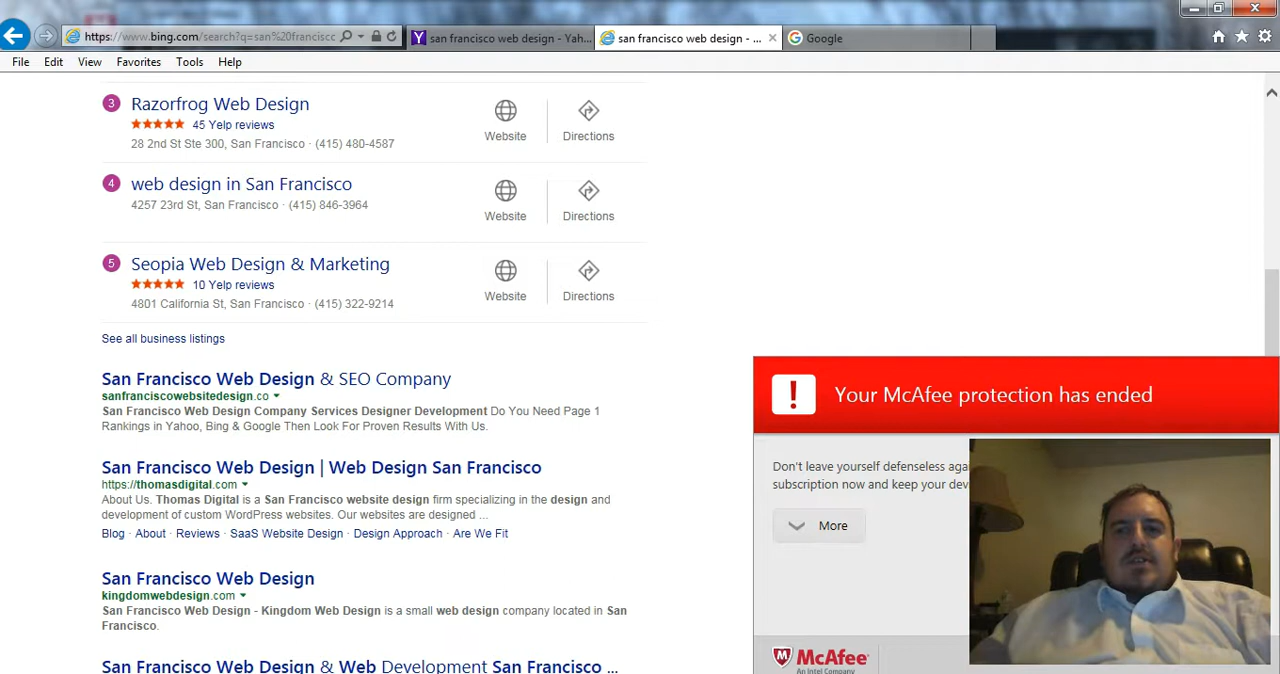 https://www.bing.com/search?q=san%20francisco
san francisco web design - Yah...
san francisco web design - ...
Google
File Edit View Favorites Tools Help
3 Razorfrog Web Design
45 Yelp reviews
28 2nd St Ste 300, San Francisco · (415) 480-4587
Website Directions
4 web design in San Francisco
4257 23rd St, San Francisco · (415) 846-3964
Website Directions
5 Seopia Web Design & Marketing
10 Yelp reviews
4801 California St, San Francisco · (415) 322-9214
Website Directions
See all business listings
San Francisco Web Design & SEO Company
sanfranciscowebsitedesign.co
San Francisco Web Design Company Services Designer Development Do You Need Page 1
Rankings in Yahoo, Bing & Google Then Look For Proven Results With Us.
San Francisco Web Design | Web Design San Francisco
https://thomasdigital.com
About Us. Thomas Digital is a San Francisco website design firm specializing in the design and
development of custom WordPress websites. Our websites are designed ...
Blog · About · Reviews · SaaS Website Design · Design Approach · Are We Fit
San Francisco Web Design
kingdomwebdesign.com
San Francisco Web Design - Kingdom Web Design is a small web design company located in San
Francisco.
San Francisco Web Design & Web Development San Francisco ...
! Your McAfee protection has ended
Don't leave yourself defenseless aga
subscription now and keep your dev
More
McAfee
An Intel Company